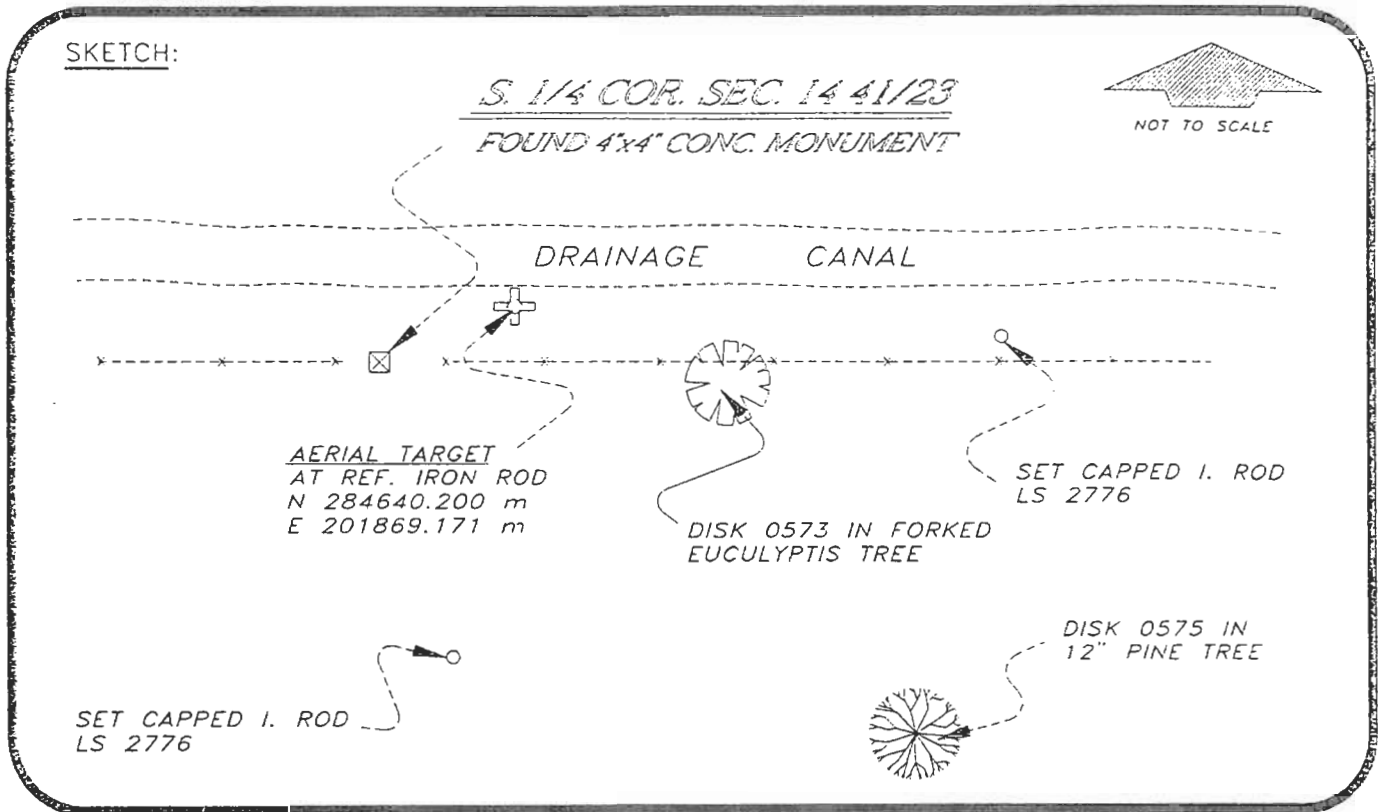 SKETCH:
S. 1/4 COR. SEC. 14 41/23
FOUND 4"x4" CONC. MONUMENT
NOT TO SCALE
DRAINAGE CANAL
AERIAL TARGET
AT REF. IRON ROD
N 284640.200 m
E 201869.171 m
SET CAPPED I. ROD
LS 2776
DISK 0573 IN FORKED
EUCULYPTIS TREE
DISK 0575 IN
12" PINE TREE
SET CAPPED I. ROD
LS 2776